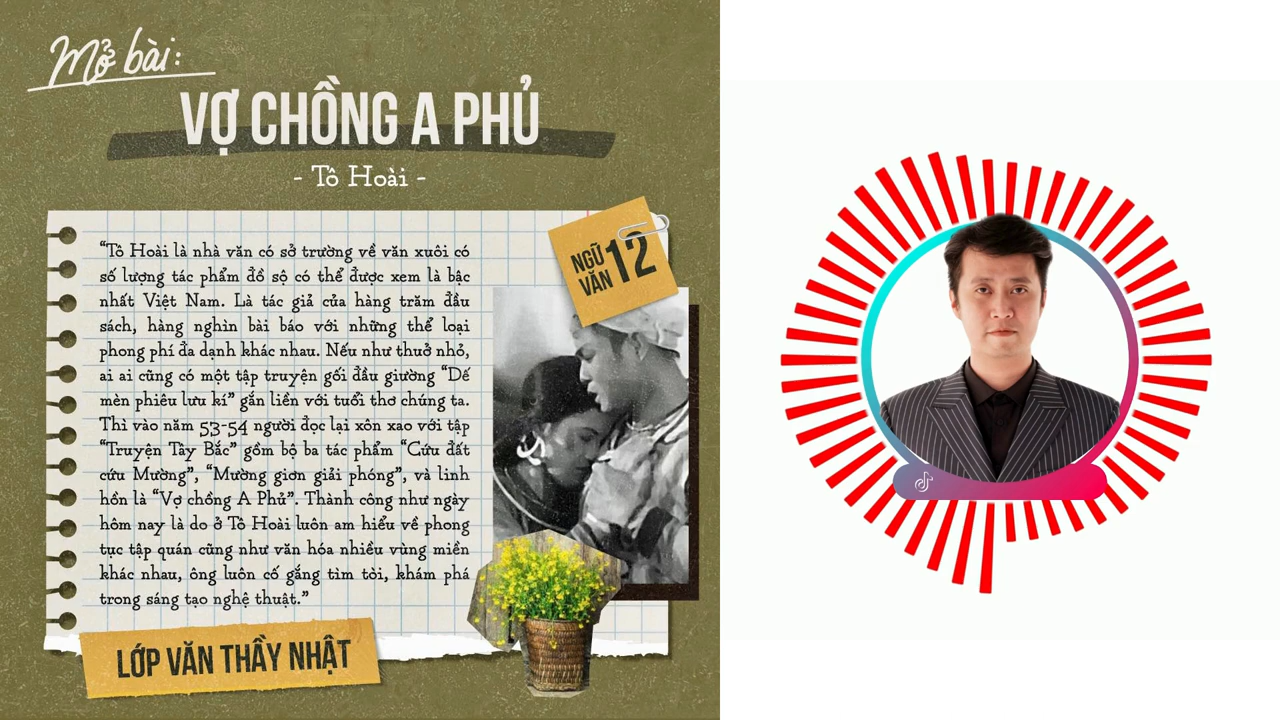 Mở bài:
VỢ CHỒNG A PHỦ
- Tô Hoài -
NGỮ VĂN 12
“Tô Hoài là nhà văn có sở trường về văn xuôi có
số lượng tác phẩm đồ sộ có thể được xem là bậc
nhất Việt Nam. Là tác giả của hàng trăm đầu
sách, hàng nghìn bài báo với những thể loại
phong phí đa dạnh khác nhau. Nếu như thuở nhỏ,
ai ai cũng có một tập truyện gối đầu giường “Dế
mèn phiêu lưu kí” gắn liền với tuổi thơ chúng ta.
Thì vào năm 53-54 người đọc lại xôn xao với tập
“Truyện Tây Bắc” gồm bộ ba tác phẩm “Cứu đất
cứu Mường”, “Mường giơn giải phóng”, và linh
hồn là “Vợ chồng A Phủ”. Thành công như ngày
hôm nay là do ở Tô Hoài luôn am hiểu về phong
tục tập quán cũng như văn hóa nhiều vùng miền
khác nhau, ông luôn cố gắng tìm tòi, khám phá
trong sáng tạo nghệ thuật.”
LỚP VĂN THẦY NHẬT